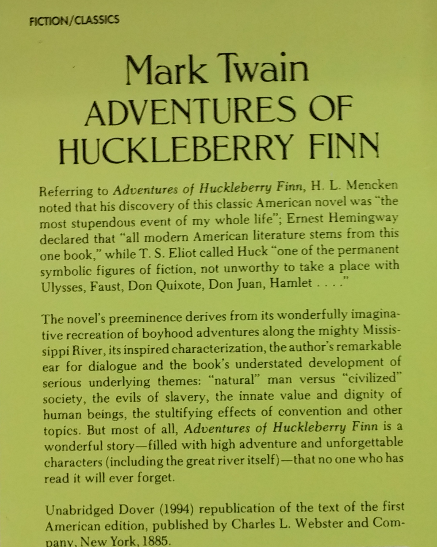 FICTION/CLASSICS
Mark Twain
ADVENTURES OF
HUCKLEBERRY FINN
Referring to Adventures of Huckleberry Finn, H. L. Mencken
noted that his discovery of this classic American novel was “the
most stupendous event of my whole life”; Ernest Hemingway
declared that “all modern American literature stems from this
one book,” while T. S. Eliot called Huck “one of the permanent
symbolic figures of fiction, not unworthy to take a place with
Ulysses, Faust, Don Quixote, Don Juan, Hamlet . . . .”
The novel's preeminence derives from its wonderfully imagina-
tive recreation of boyhood adventures along the mighty Missis-
sippi River, its inspired characterization, the author's remarkable
ear for dialogue and the book's understated development of
serious underlying themes: “natural” man versus “civilized”
society, the evils of slavery, the innate value and dignity of
human beings, the stultifying effects of convention and other
topics. But most of all, Adventures of Huckleberry Finn is a
wonderful story—filled with high adventure and unforgettable
characters (including the great river itself)—that no one who has
read it will ever forget.
Unabridged Dover (1994) republication of the text of the first
American edition, published by Charles L. Webster and Com-
pany, New York, 1885.